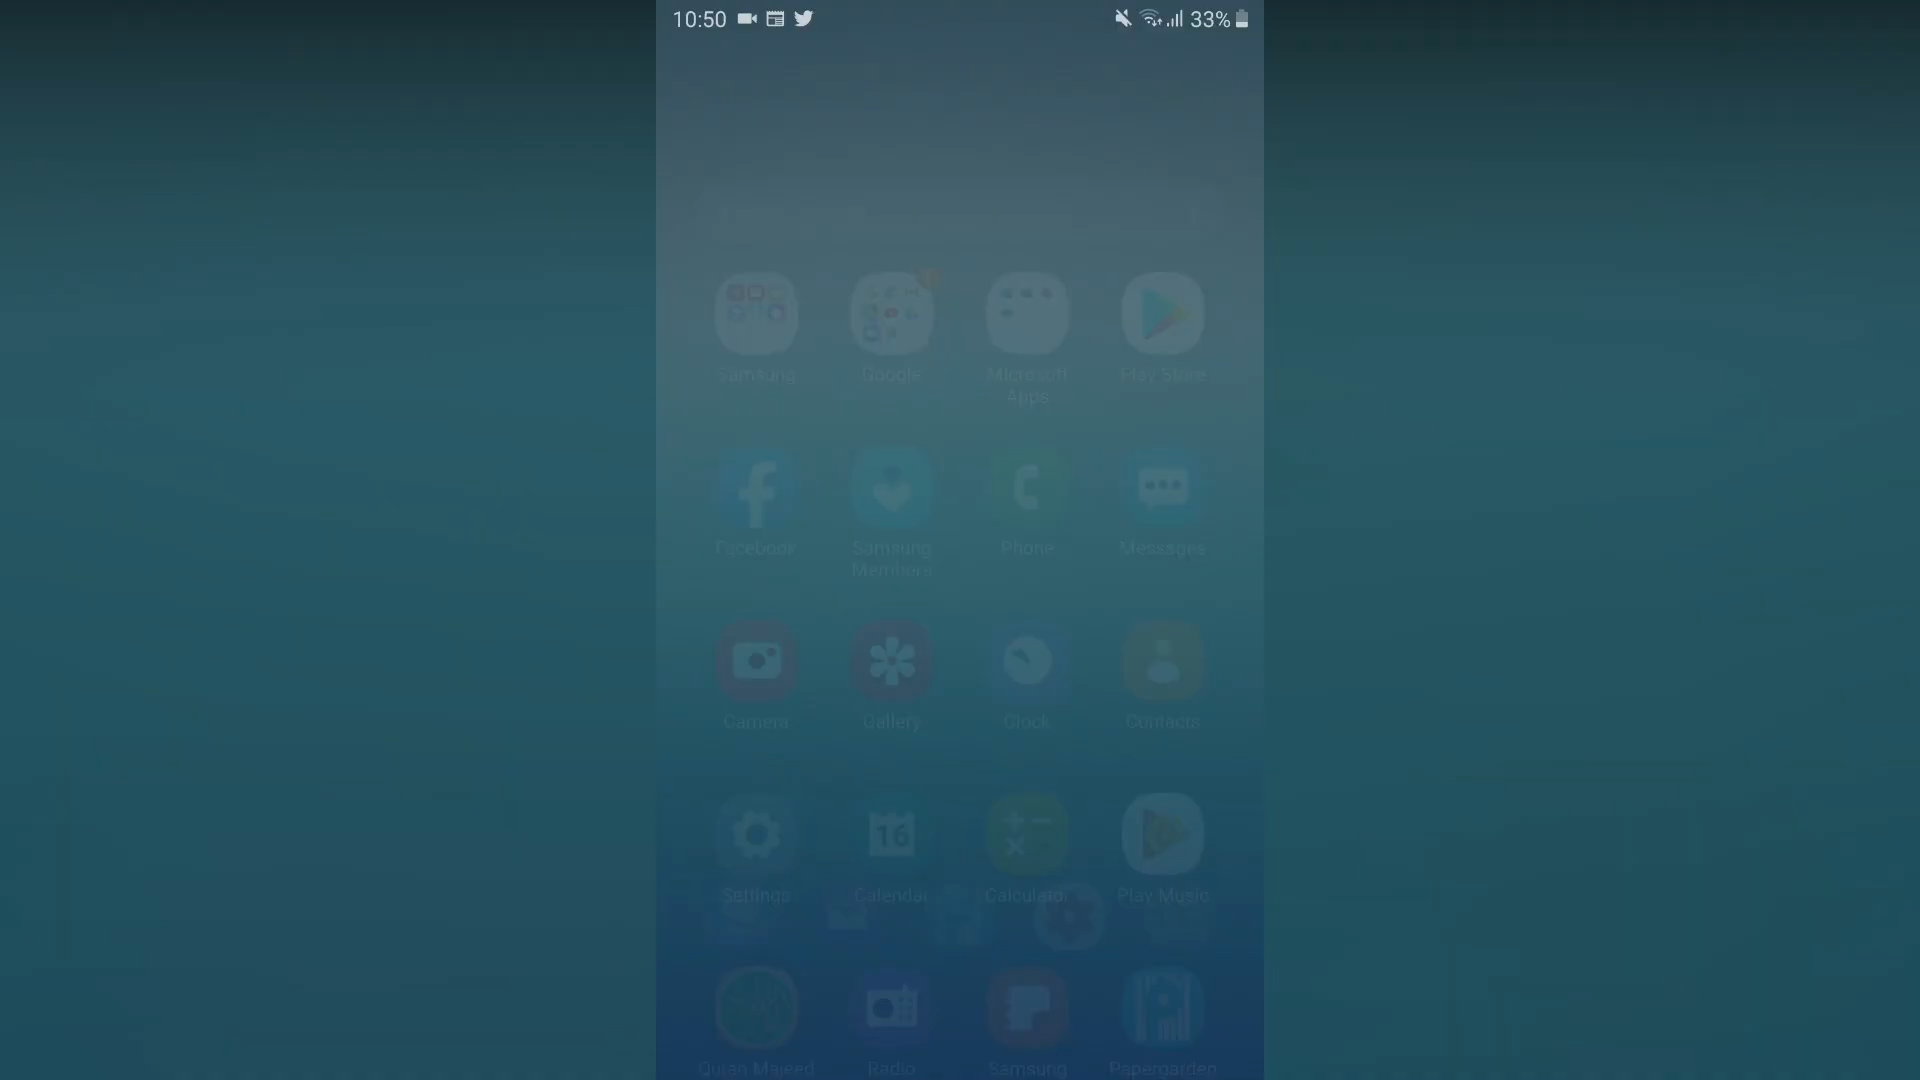 10:50 33%
Samsung Google Microsoft Play Store
Apps
Facebook Samsung Phone Messages
Members
Camera Gallery Clock Contacts
16
Settings Calendar Calculator Play Music
Quran Majeed Radio Samsung Papergarden